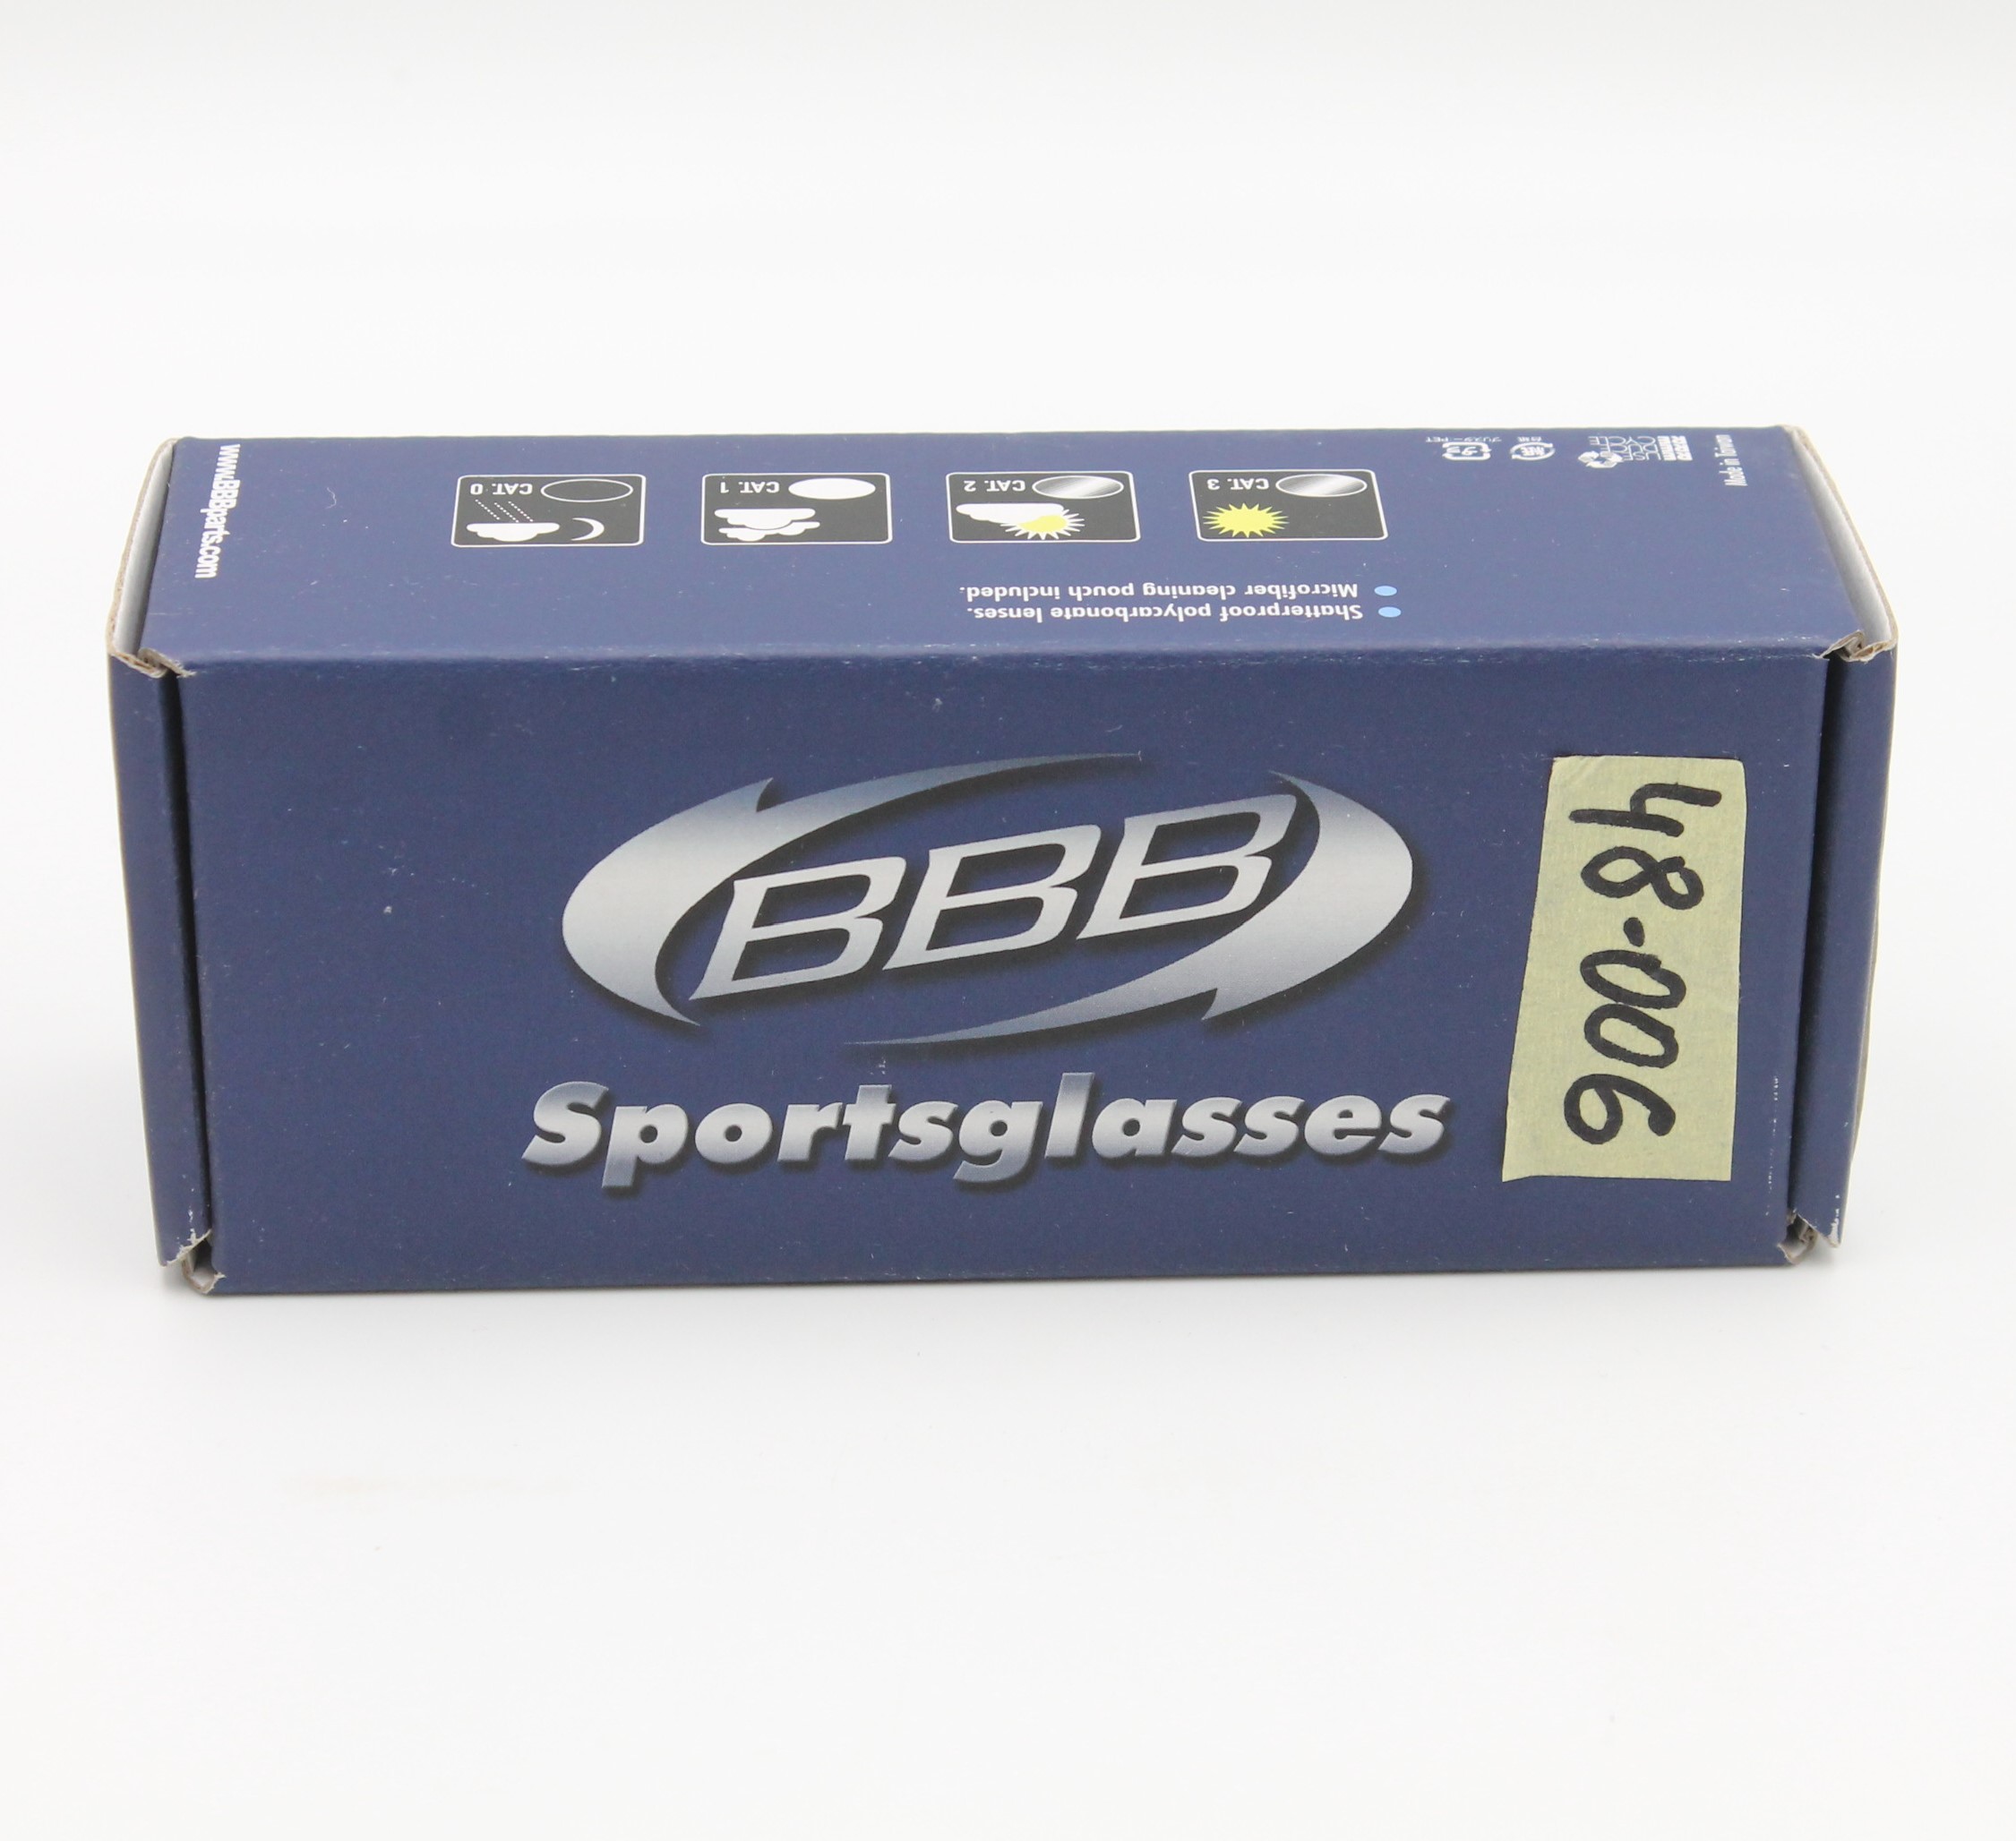 www.BBBparts.com
CAT. 0
CAT. 1
CAT. 2
CAT. 3
Shatterproof polycarbonate lenses.
Microfiber cleaning pouch included.
Made in Taiwan
BBB
Sportsglasses
48-006